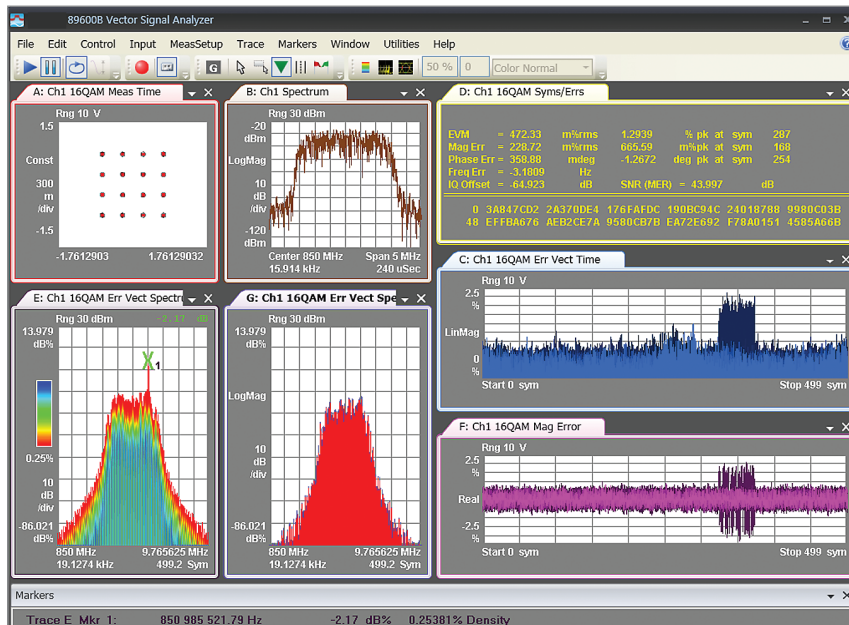 89600B Vector Signal Analyzer
File Edit Control Input MeasSetup Trace Markers Window Utilities Help
G 50 % 0 Color Normal
A: Ch1 16QAM Meas Time
Rng 10 V
1.5
Const
300
m
/div
-1.5
-1.7612903 1.76129032
B: Ch1 Spectrum
Rng 30 dBm
-20
dBm
LogMag
10
dB
/div
-120
dBm
Center 850 MHz Span 5 MHz
15.914 kHz 240 uSec
D: Ch1 16QAM Syms/Errs
EVM = 472.33 m%rms 1.2939 % pk at sym 287
Mag Err = 228.72 m%rms 665.59 m%pk at sym 168
Phase Err = 358.88 mdeg -1.2672 deg pk at sym 254
Freq Err = -3.1809 Hz
IQ Offset = -64.923 dB SNR (MER) = 43.997 dB
0 3A847CD2 2A370DE4 176FAFDC 190BC94C 24018788 9980C03B
48 EFFBA676 AEB2CE7A 9580CB7B EA72E692 F78A0151 4585A66B
C: Ch1 16QAM Err Vect Time
Rng 10 V
2.5
%
LinMag
0
%
Start 0 sym Stop 499 sym
E: Ch1 16QAM Err Vect Spectru
Rng 30 dBm -2.17 dB
13.979
dB%
1
0.25%
10
dB
/div
-86.021
dB%
850 MHz 9.765625 MHz
19.1274 kHz 499.2 Sym
G: Ch1 16QAM Err Vect Spe
Rng 30 dBm
13.979
dB%
LogMag
10
dB
/div
-86.021
dB%
850 MHz 9.765625 MHz
19.1274 kHz 499.2 Sym
F: Ch1 16QAM Mag Error
Rng 10 V
2.5
%
Real
-2.5
%
Start 0 sym Stop 499 sym
Markers
Trace E Mkr 1: 850 985 521.79 Hz -2.17 dB% 0.25381% Density